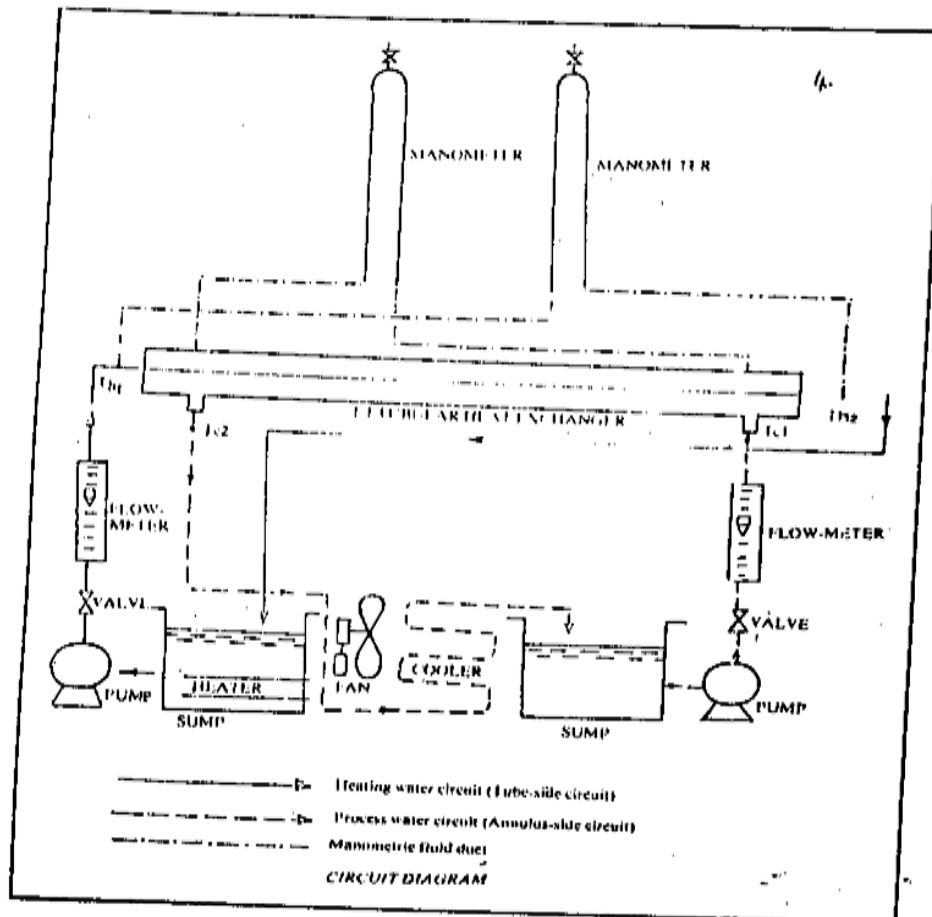 MANOMETER
MANOMETER
Th1
Th2
Tc2
Tc1
FLOW-
METER
FLOW-METER
VALVE
VALVE
HEATER
FAN
COOLER
PUMP
PUMP
SUMP
SUMP
Heating water circuit (Tube-side circuit)
Process water circuit (Annulus-side circuit)
Manometric fluid duct
CIRCUIT DIAGRAM